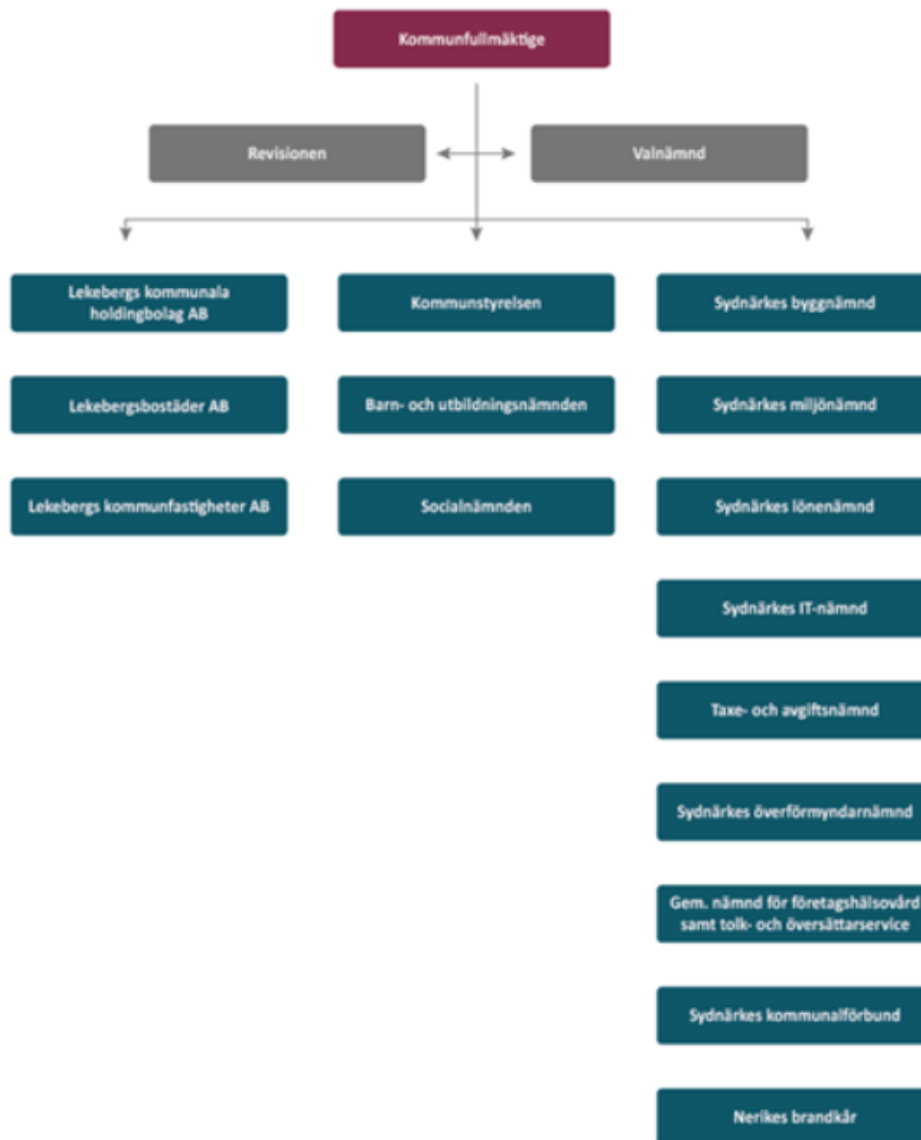 Kommunfullmäktige
Revisionen
Valnämnd
Lekebergs kommunala
holdingbolag AB
Kommunstyrelsen
Sydnärkes byggnämnd
Lekebergsbostäder AB
Barn- och utbildningsnämnden
Sydnärkes miljönämnd
Lekebergs kommunfastigheter AB
Socialnämnden
Sydnärkes lönenämnd
Sydnärkes IT-nämnd
Taxe- och avgiftsnämnd
Sydnärkes överförmyndarnämnd
Gem. nämnd för företagshälsovård
samt tolk- och översättarservice
Sydnärkes kommunalförbund
Nerikes brandkår